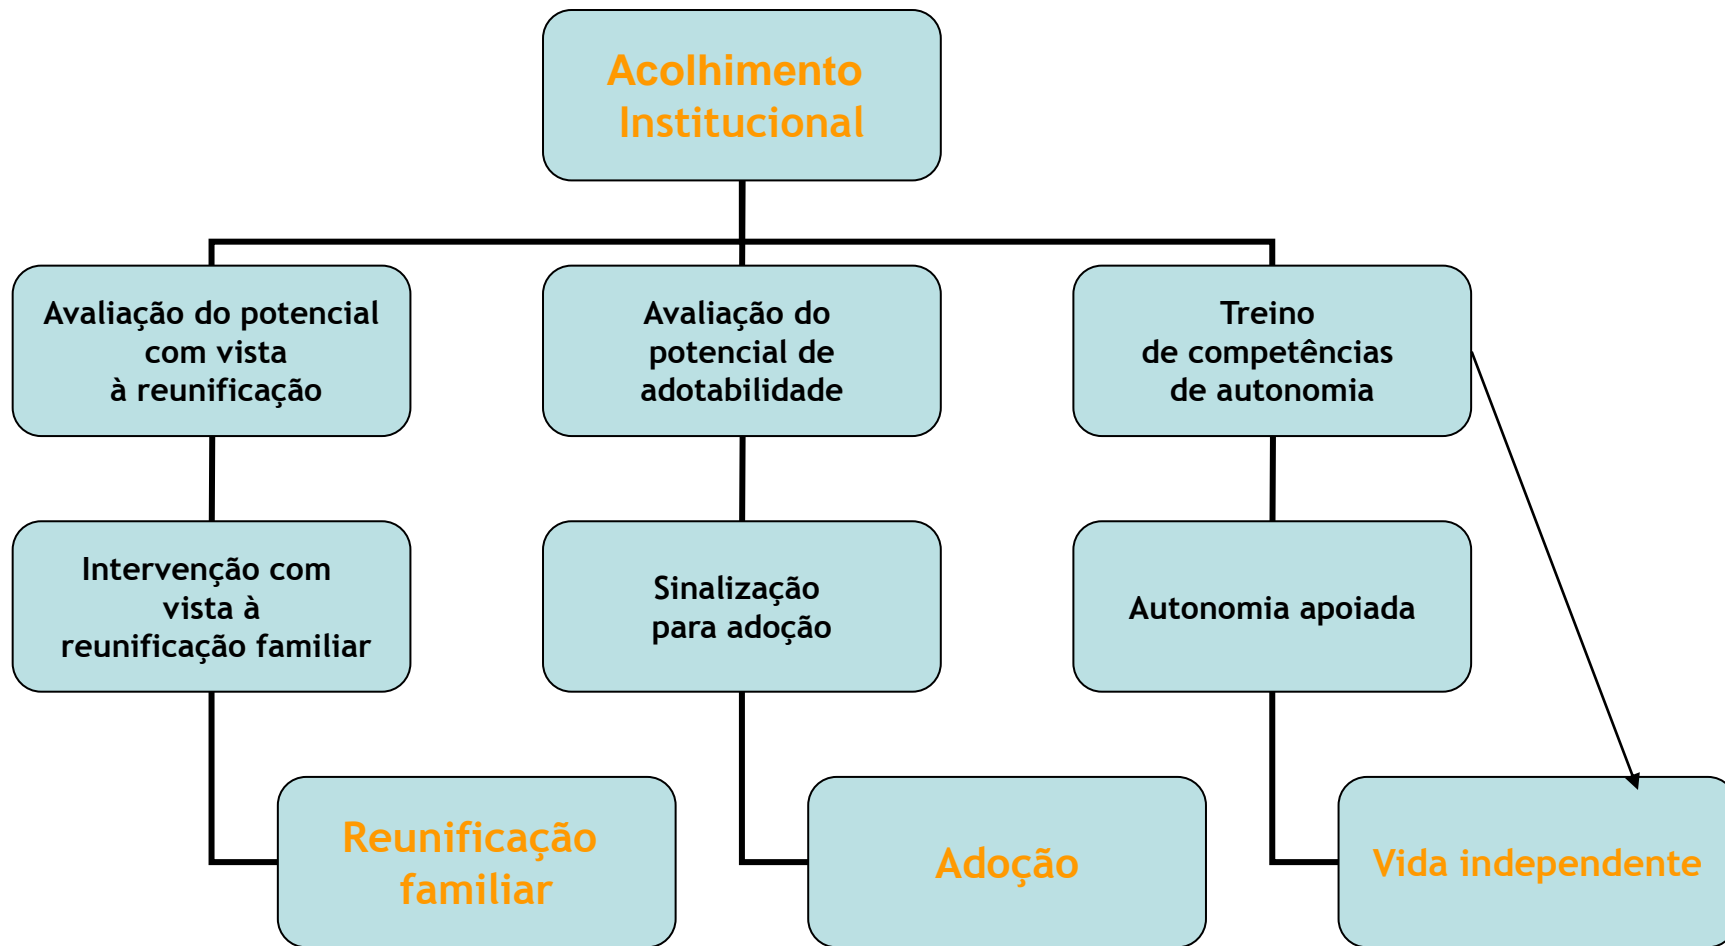 Acolhimento
Institucional
Avaliação do potencial
com vista
à reunificação
Avaliação do
potencial de
adotabilidade
Treino
de competências
de autonomia
Intervenção com
vista à
reunificação familiar
Sinalização
para adoção
Autonomia apoiada
Reunificação
familiar
Adoção
Vida independente